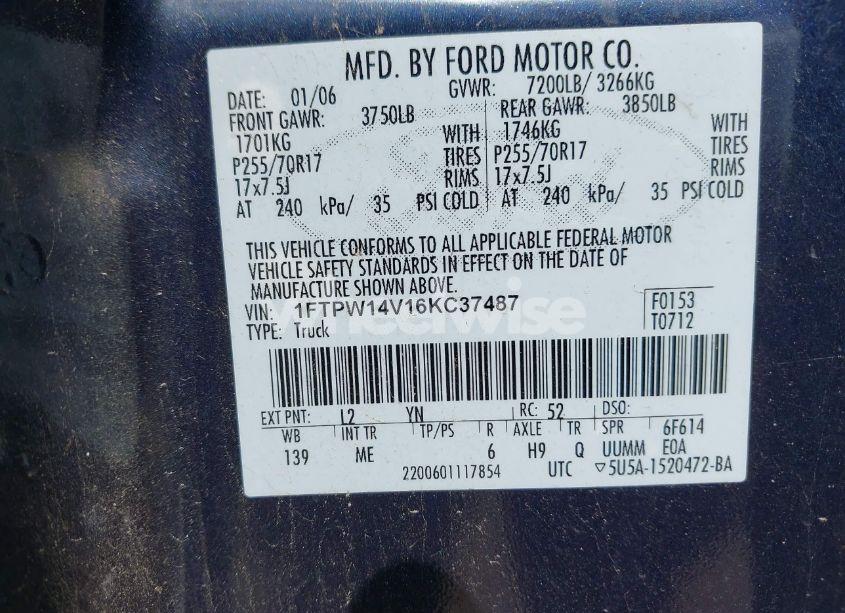 MFD. BY FORD MOTOR CO.
DATE: 01/06 GVWR: 7200LB/ 3266KG
FRONT GAWR: 3750LB REAR GAWR: 3850LB
1701KG WITH 1746KG WITH
P255/70R17 TIRES P255/70R17 TIRES
17x7.5J RIMS 17x7.5J RIMS
AT 240 kPa/ 35 PSI COLD AT 240 kPa/ 35 PSI COLD
THIS VEHICLE CONFORMS TO ALL APPLICABLE FEDERAL MOTOR
VEHICLE SAFETY STANDARDS IN EFFECT ON THE DATE OF
MANUFACTURE SHOWN ABOVE.
VIN: 1FTPW14V16KC37487 F0153
TYPE: Truck T0712
wheelwise
EXT PNT: L2 YN RC: 52 DSO:
WB INT TR TP/PS R AXLE TR SPR 6F614
139 ME 6 H9 Q UUMM EOA
2200601117854 UTC ▽5U5A-1520472-BA